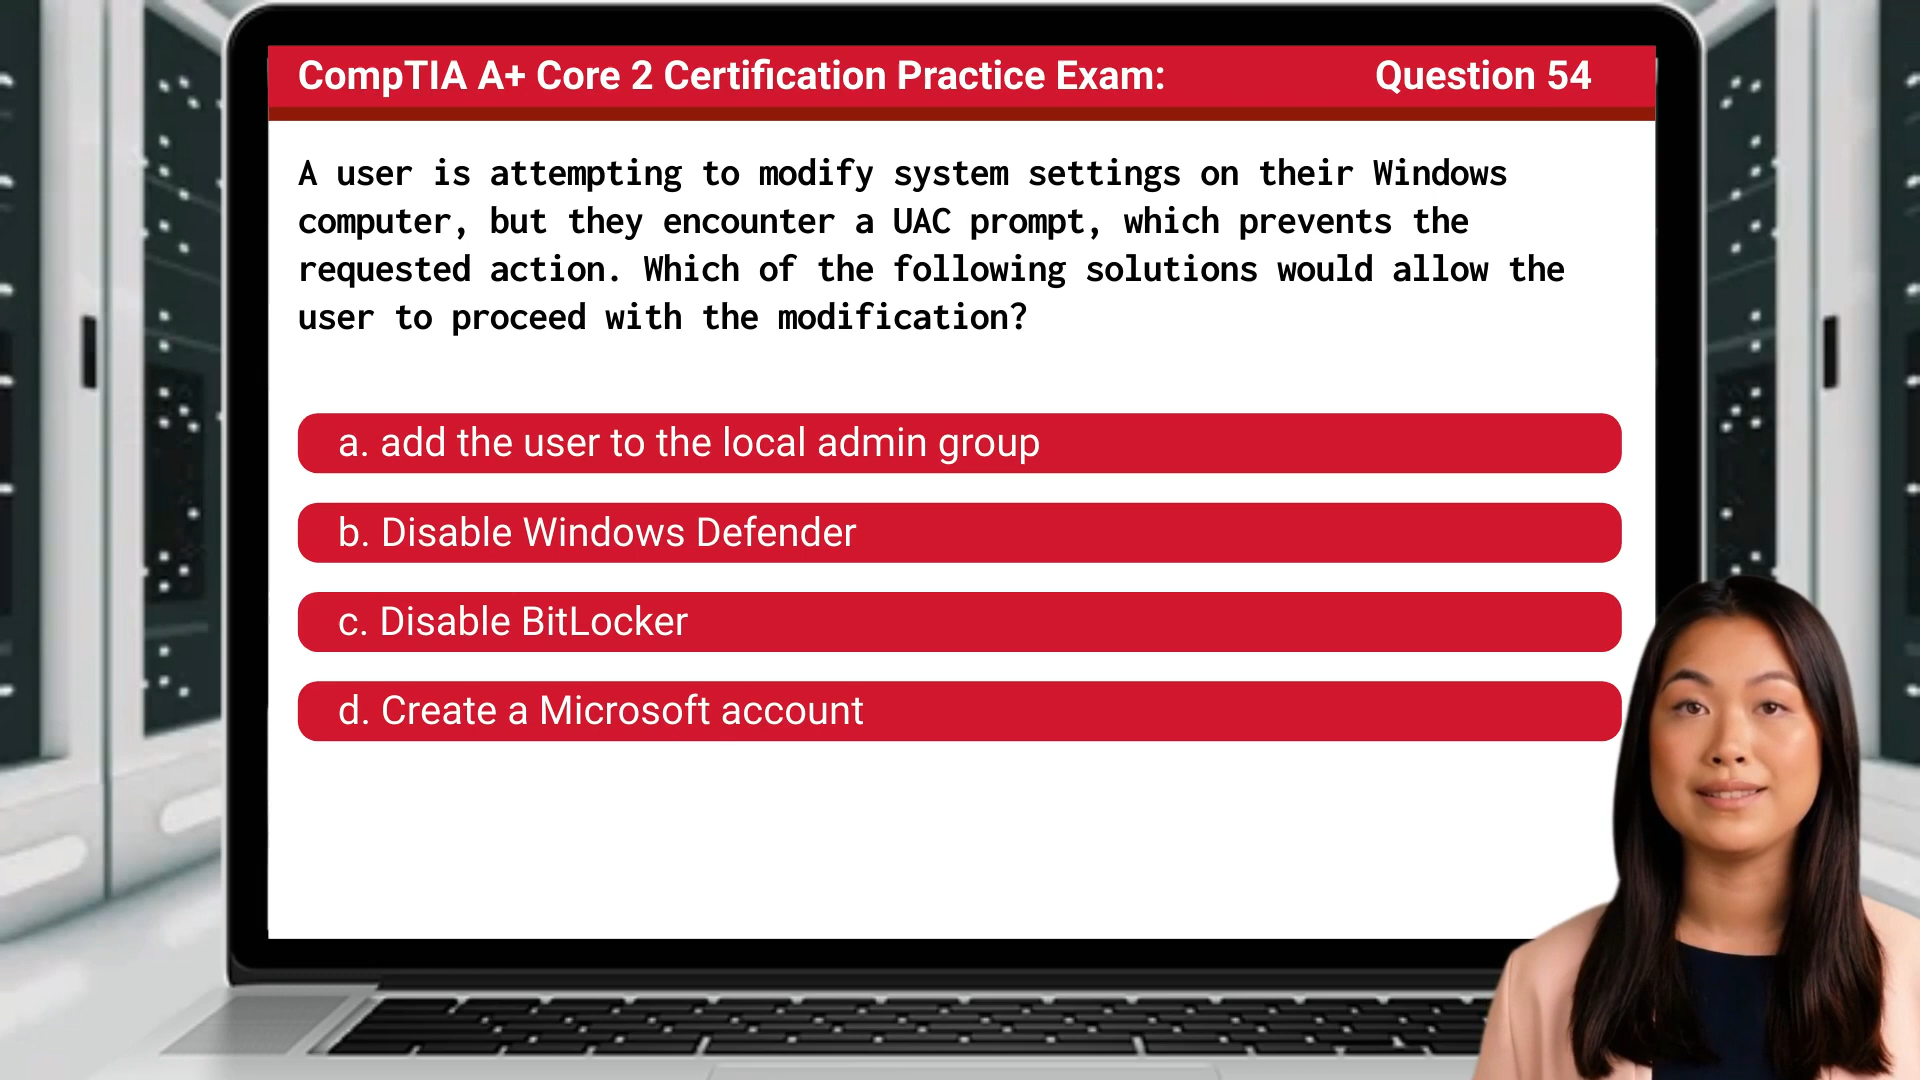 CompTIA A+ Core 2 Certification Practice Exam: Question 54
A user is attempting to modify system settings on their Windows
computer, but they encounter a UAC prompt, which prevents the
requested action. Which of the following solutions would allow the
user to proceed with the modification?
a. add the user to the local admin group
b. Disable Windows Defender
c. Disable BitLocker
d. Create a Microsoft account